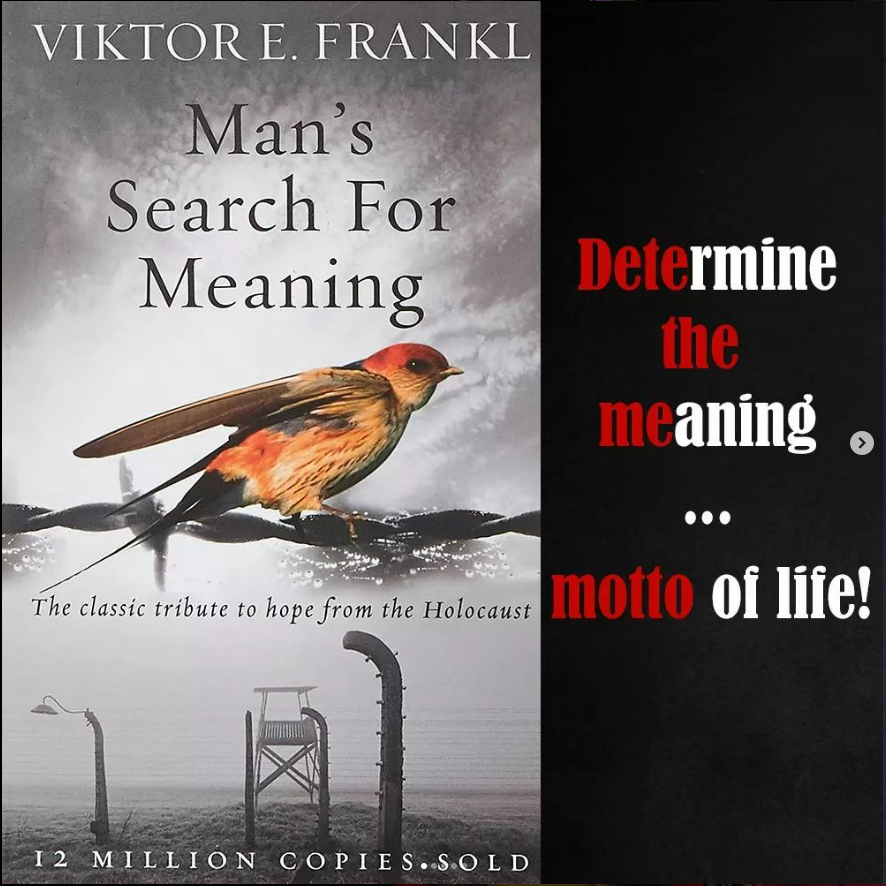 VIKTOR E. FRANKL
Man's
Search For
Meaning
The classic tribute to hope from the Holocaust
12 MILLION COPIES SOLD
Determine
the
meaning
...
motto of life!